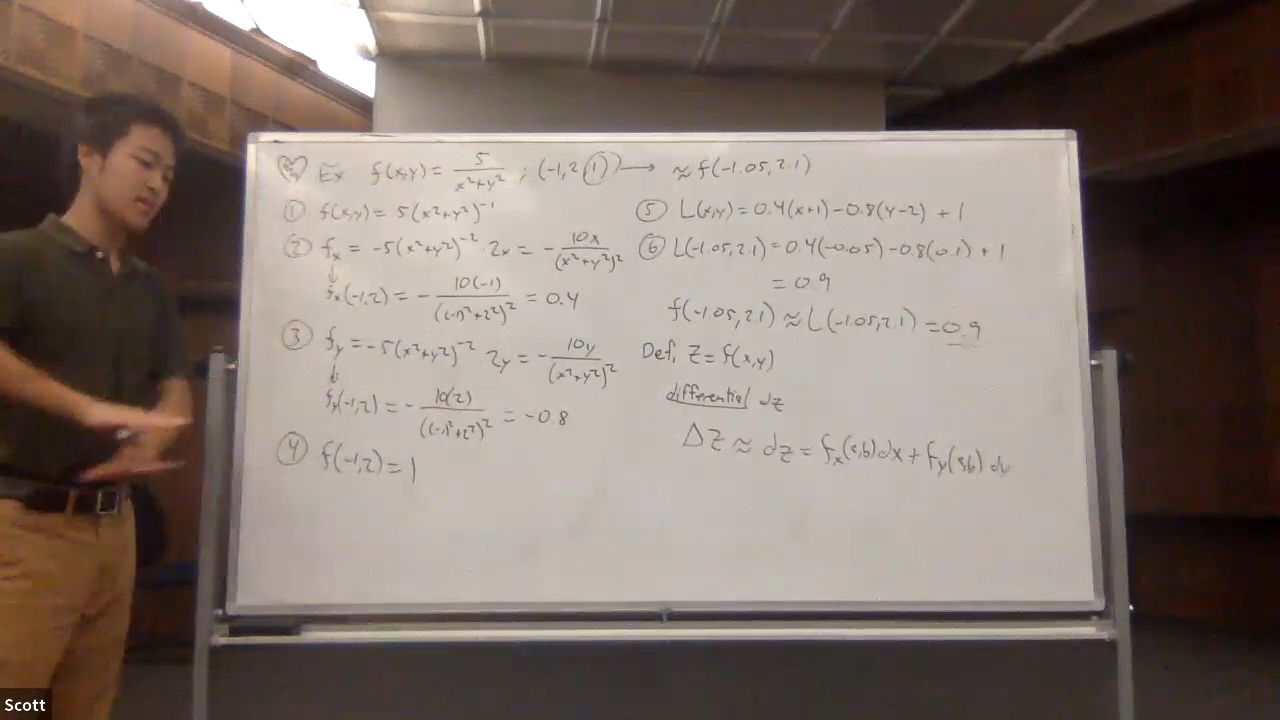 Ex f(x,y) = 5/(x²+y²) ; (-1,2,1) → ≈ f(-1.05,2.1)
① f(x,y) = 5(x²+y²)⁻¹
② fₓ = -5(x²+y²)⁻² · 2x = - 10x/(x²+y²)²
↓
fₓ(-1,2) = - 10(-1)/((-1)²+2²)² = 0.4
③ f_y = -5(x²+y²)⁻² · 2y = - 10y/(x²+y²)²
↓
f_y(-1,2) = - 10(2)/((-1)²+2²)² = -0.8
④ f(-1,2) = 1
⑤ L(x,y) = 0.4(x+1) - 0.8(y-2) + 1
⑥ L(-1.05,2.1) = 0.4(-0.05) - 0.8(0.1) + 1
= 0.9
f(-1.05,2.1) ≈ L(-1.05,2.1) = 0.9
Def. z = f(x,y)
differential dz
Δz ≈ dz = fₓ(a,b)dx + f_y(a,b)dy
Scott